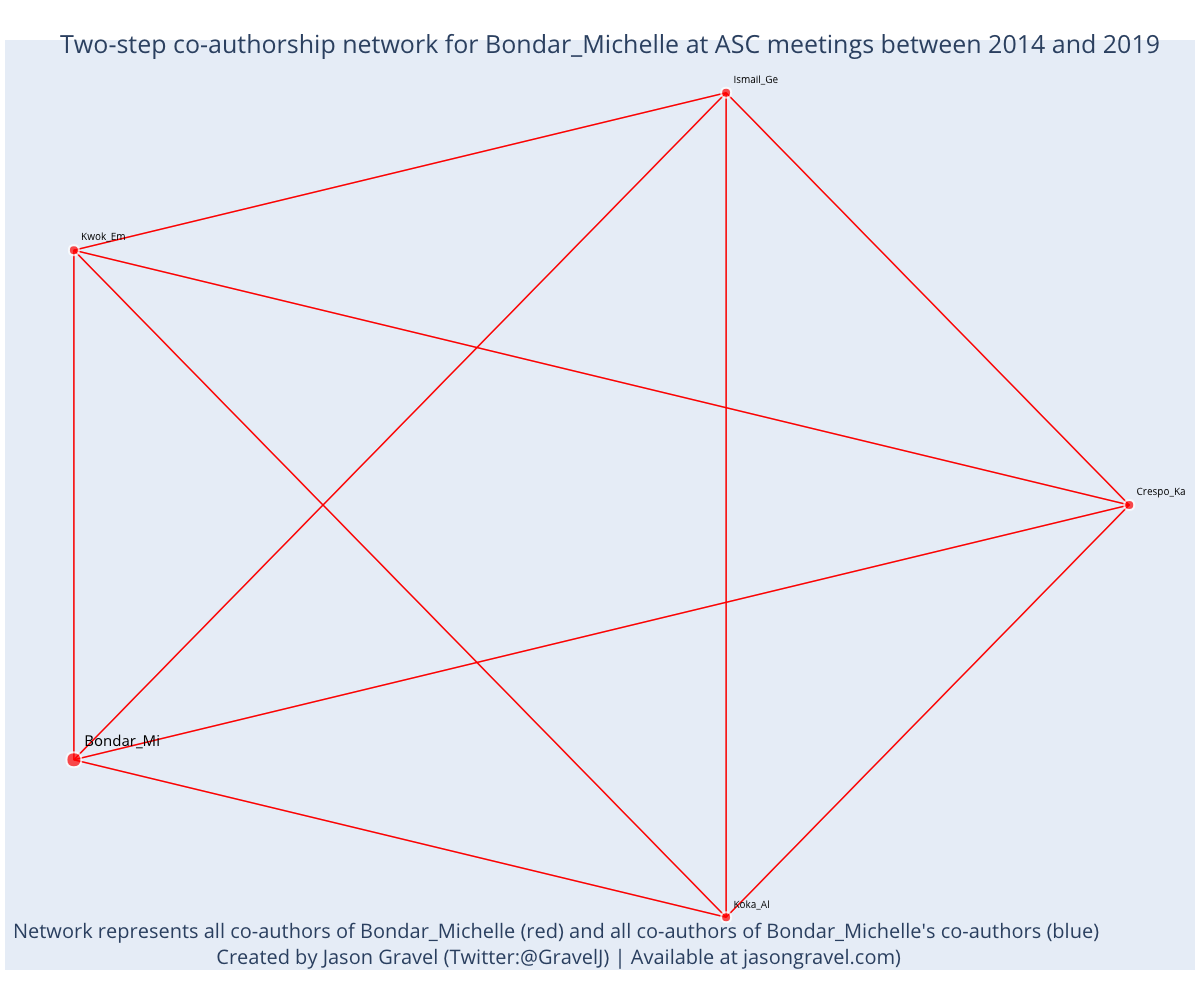 Two-step co-authorship network for Bondar_Michelle at ASC meetings between 2014 and 2019
Ismail_Ge
Kwok_Em
Crespo_Ka
Bondar_Mi
Koka_Al
Network represents all co-authors of Bondar_Michelle (red) and all co-authors of Bondar_Michelle's co-authors (blue)
Created by Jason Gravel (Twitter:@GravelJ) | Available at jasongravel.com)